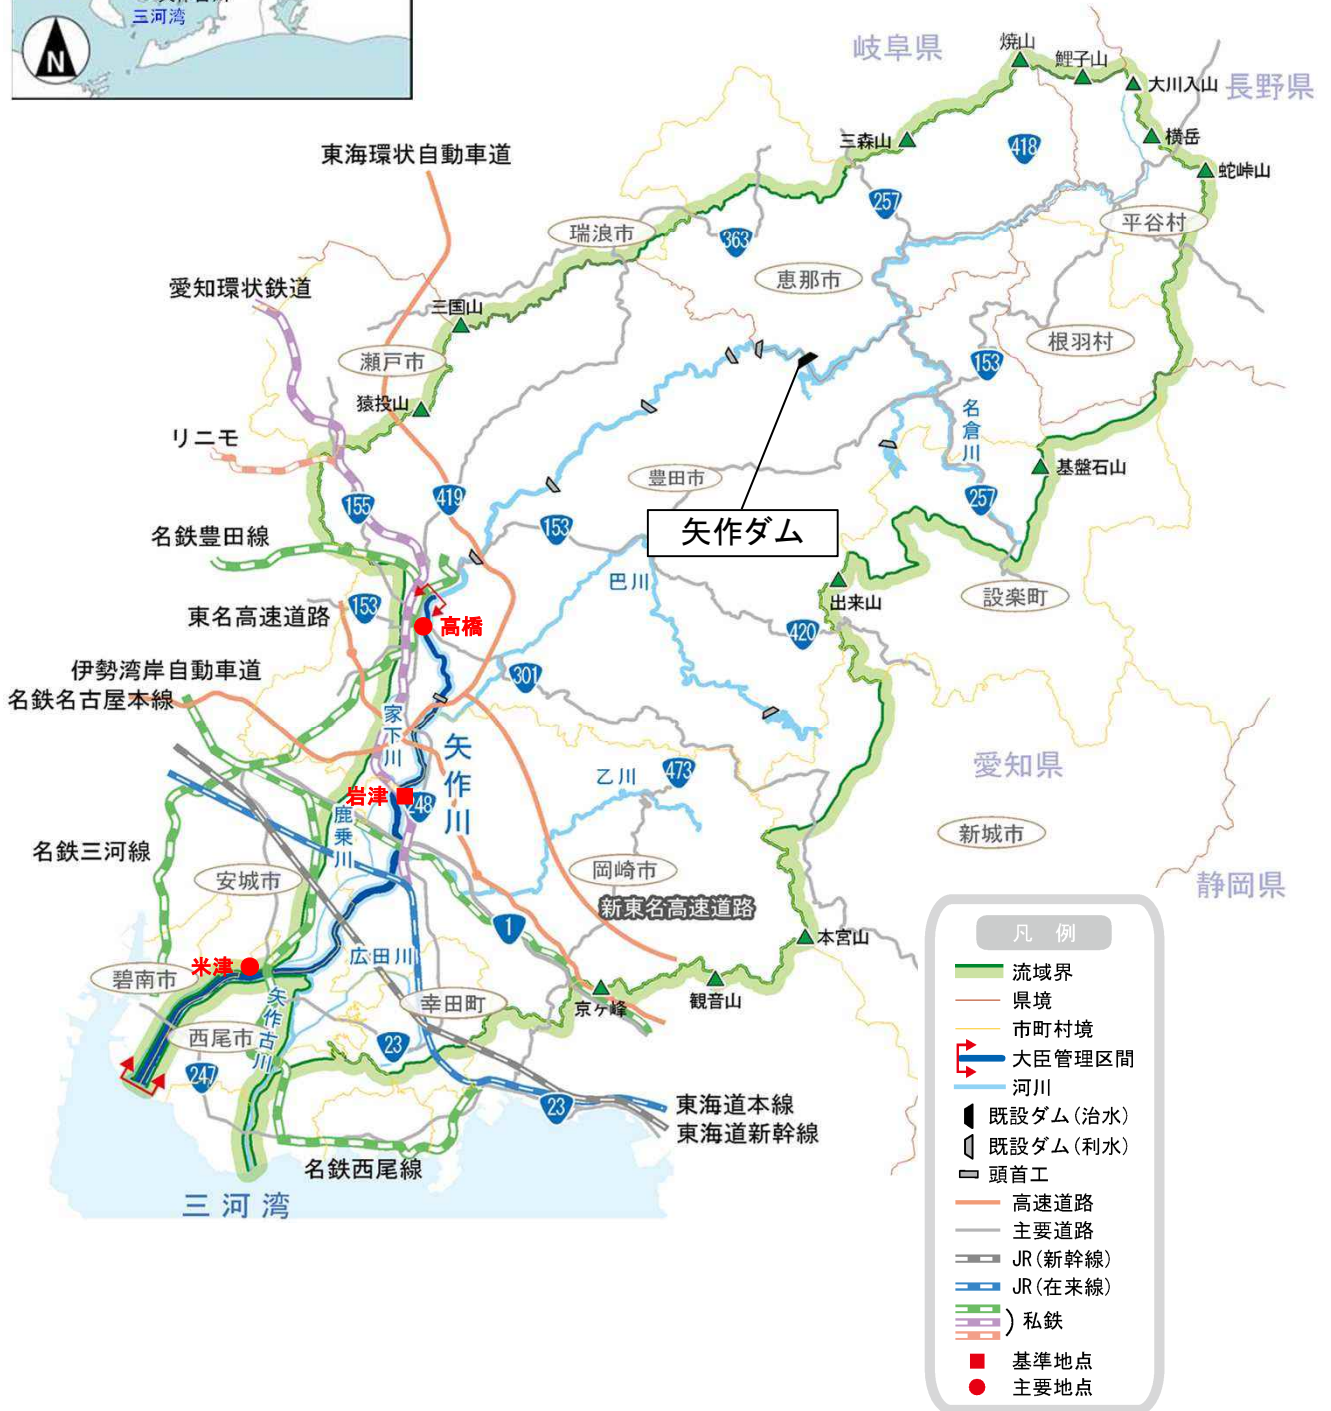 三河湾
N
岐阜県
焼山
鯉子山
大川入山
長野県
三森山
418
横岳
蛇峠山
東海環状自動車道
257
平谷村
瑞浪市
363
恵那市
愛知環状鉄道
三国山
瀬戸市
根羽村
153
猿投山
名倉川
リニモ
豊田市
基盤石山
155
419
257
153
矢作ダム
名鉄豊田線
巴川
出来山
設楽町
153
東名高速道路
高橋
420
伊勢湾岸自動車道
301
名鉄名古屋本線
家下川
矢作川
愛知県
乙川
473
岩津
248
鹿乗川
新城市
名鉄三河線
安城市
岡崎市
静岡県
新東名高速道路
1
本宮山
広田川
米津
碧南市
矢作古川
幸田町
京ヶ峰
観音山
西尾市
23
247
東海道本線
23
東海道新幹線
名鉄西尾線
三河湾
凡 例
流域界
県境
市町村境
大臣管理区間
河川
既設ダム(治水)
既設ダム(利水)
頭首工
高速道路
主要道路
JR(新幹線)
JR(在来線)
私鉄
基準地点
主要地点